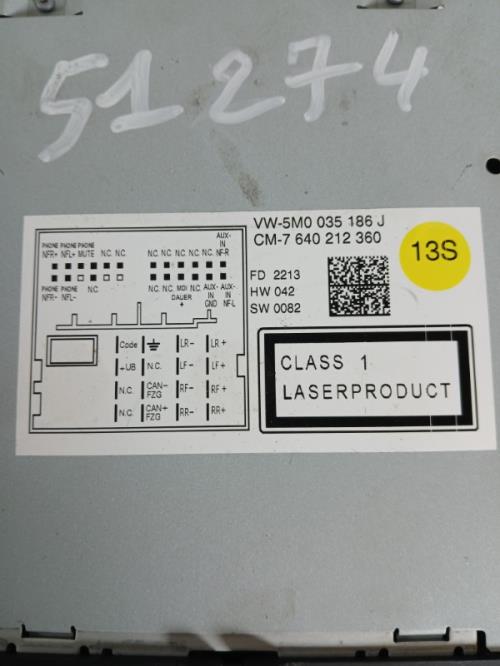 51274
VW-5M0 035 186 J
CM-7 640 212 360
13S
FD 2213
HW 042
SW 0082
CLASS 1
LASERPRODUCT
PHONE PHONE PHONE AUX-
NFR+ NFL+ MUTE N.C. N.C. N.C. N.C. N.C. N.C. N.C. IN
NF-R
PHONE PHONE N.C. N.C. N.C. MDI AUX- AUX-
NFR- NFL- DAUER IN IN
+ GND NF-L
Code LR- LR+
+UB N.C. LF- LF+
N.C. CAN- RF- RF+
FZG
N.C. CAN+ RR- RR+
FZG